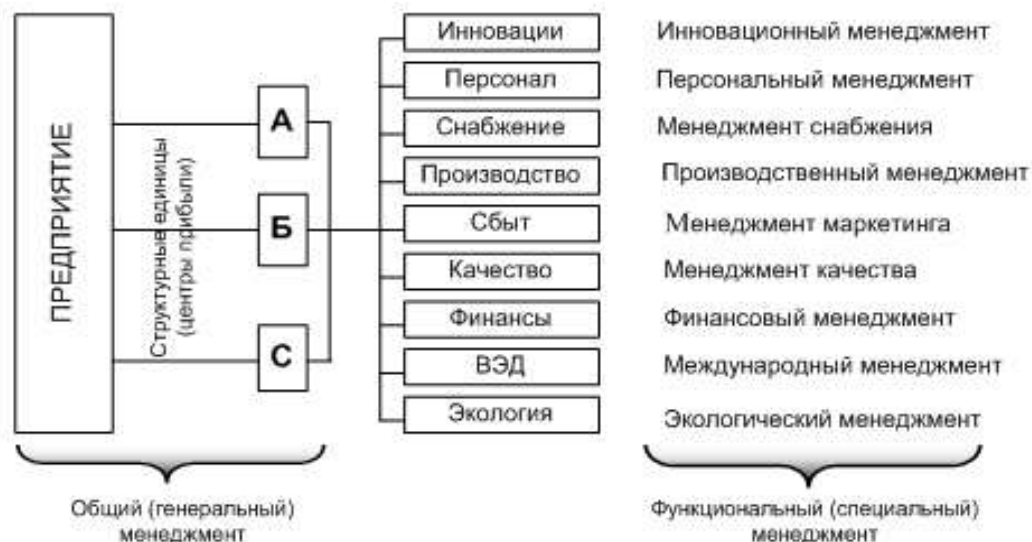 ПРЕДПРИЯТИЕ
Структурные единицы
(центры прибыли)
А
Б
С
Инновации
Инновационный менеджмент
Персонал
Персональный менеджмент
Снабжение
Менеджмент снабжения
Производство
Производственный менеджмент
Сбыт
Менеджмент маркетинга
Качество
Менеджмент качества
Финансы
Финансовый менеджмент
ВЭД
Международный менеджмент
Экология
Экологический менеджмент
Общий (генеральный)
менеджмент
Функциональный (специальный)
менеджмент